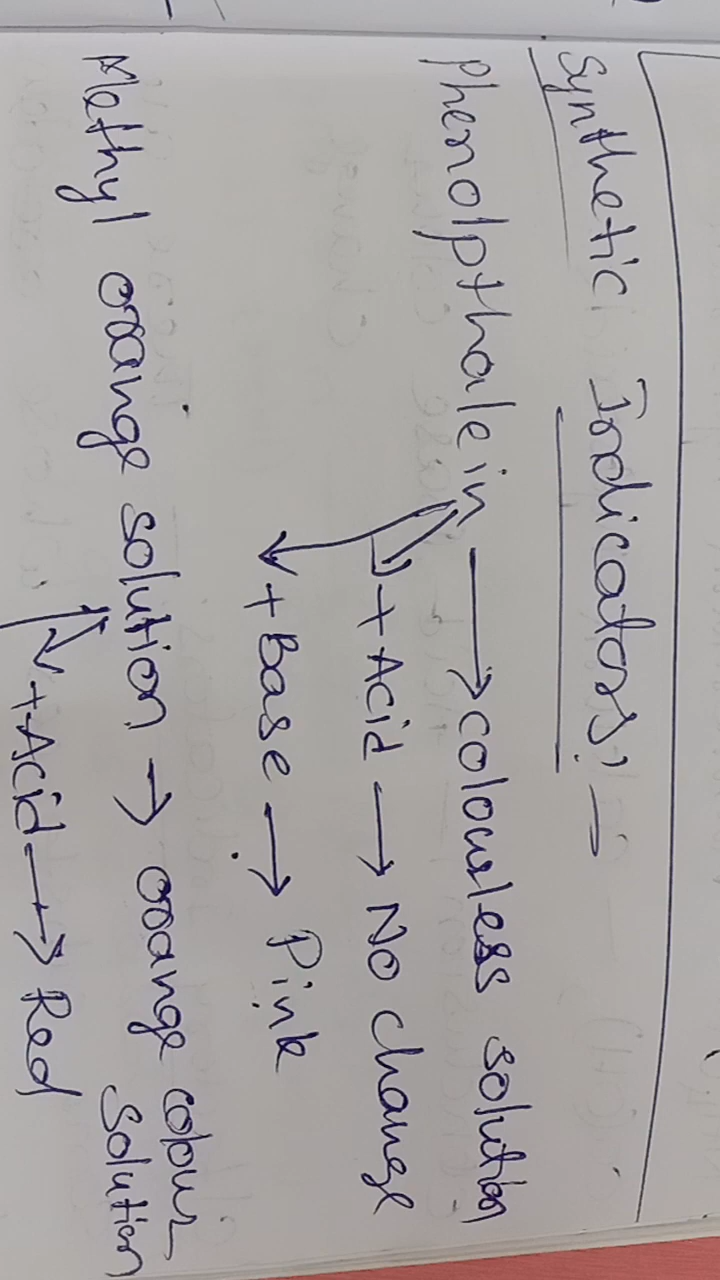 Synthetic Indicators:-
Phenolpthalein → colourless solution
+ Acid → No change
+ Base → Pink
Methyl orange solution → orange colour solution
+ Acid → Red